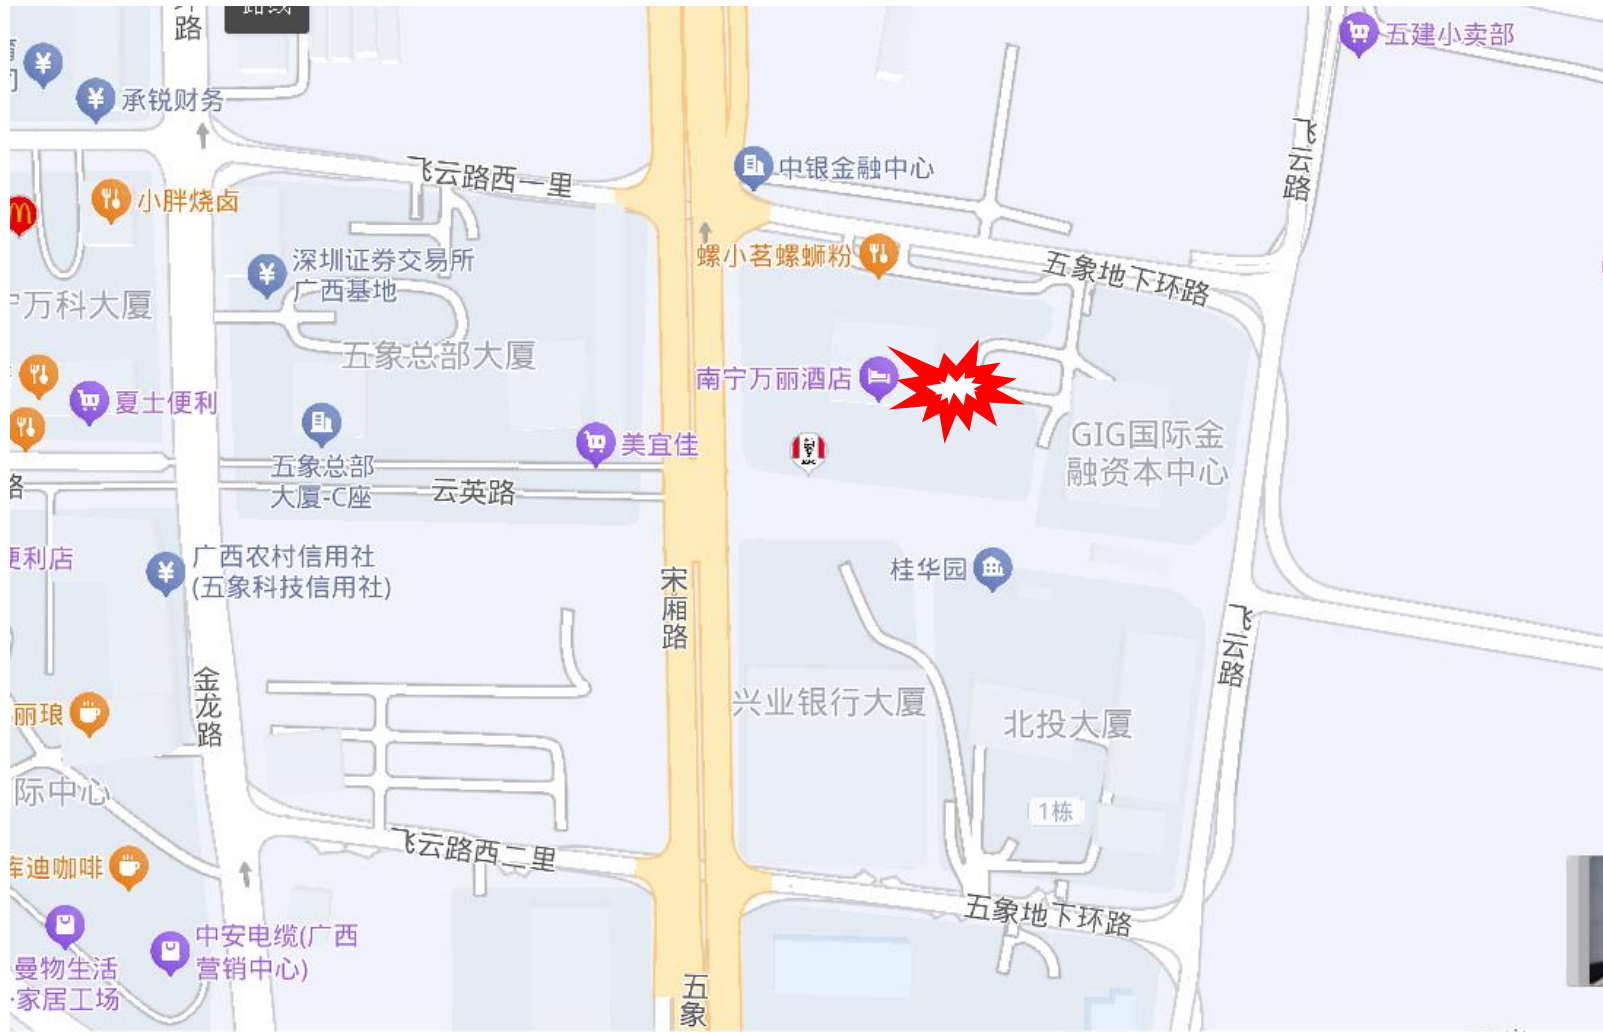 路
路线
五建小卖部
承锐财务
飞云路西一里
中银金融中心
飞云路
小胖烧卤
深圳证券交易所
广西基地
螺小茗螺蛳粉
五象地下环路
宁万科大厦
五象总部大厦
南宁万丽酒店
夏士便利
GIG国际金
融资本中心
美宜佳
五象总部
大厦-C座
云英路
路
便利店
广西农村信用社
(五象科技信用社)
桂华园
宋厢路
飞云路
金龙路
丽琅
兴业银行大厦
北投大厦
际中心
1栋
飞云路西二里
库迪咖啡
五象地下环路
中安电缆(广西
营销中心)
曼物生活
·家居工场
五象